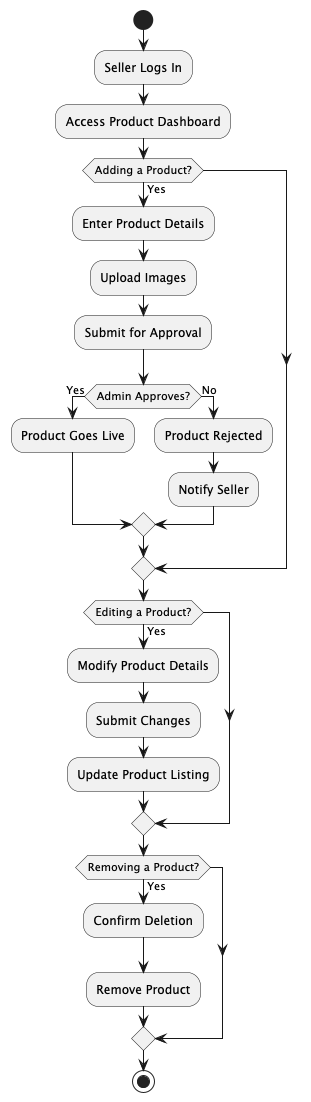 Seller Logs In
Access Product Dashboard
Adding a Product?
Yes
Enter Product Details
Upload Images
Submit for Approval
Yes
Admin Approves?
No
Product Goes Live
Product Rejected
Notify Seller
Editing a Product?
Yes
Modify Product Details
Submit Changes
Update Product Listing
Removing a Product?
Yes
Confirm Deletion
Remove Product